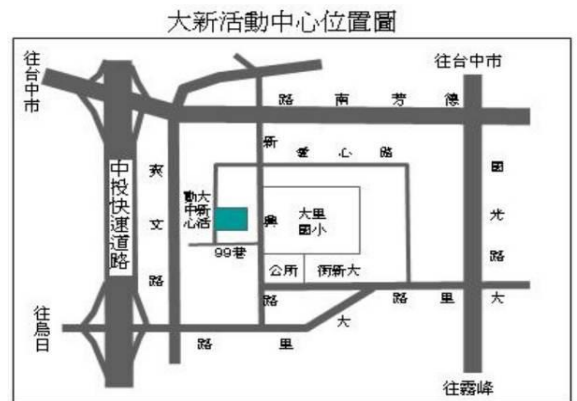 大新活動中心位置圖
往台中市
往台中市
路南芳德
新興路
愛心路
國光路
中投快速道路
爽文路
大新活動中心
大里國小
99巷
公所
街新大
路里大
路里大
往烏日
往霧峰